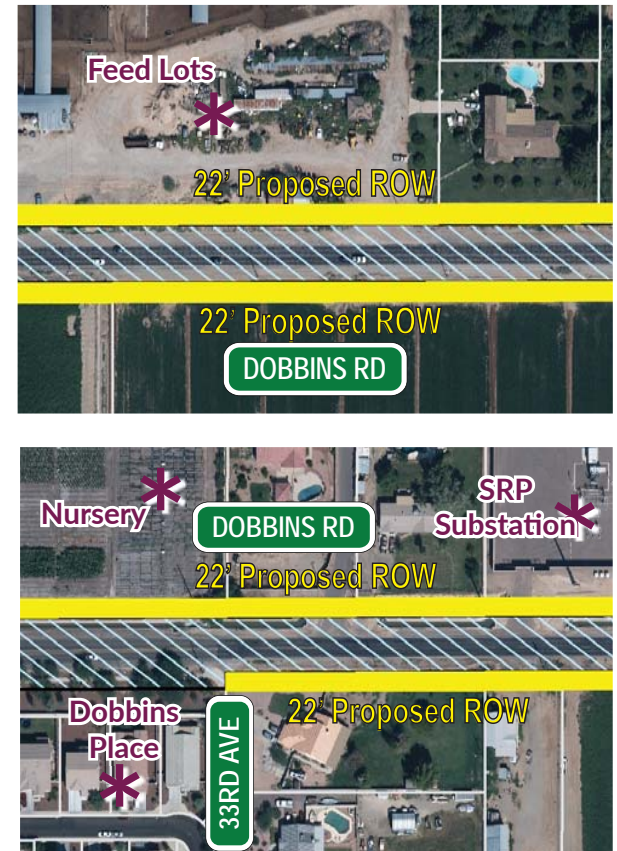 Feed Lots
22' Proposed ROW
22' Proposed ROW
DOBBINS RD
Nursery
DOBBINS RD
SRP
Substation
22' Proposed ROW
Dobbins
Place
33RD AVE
22' Proposed ROW